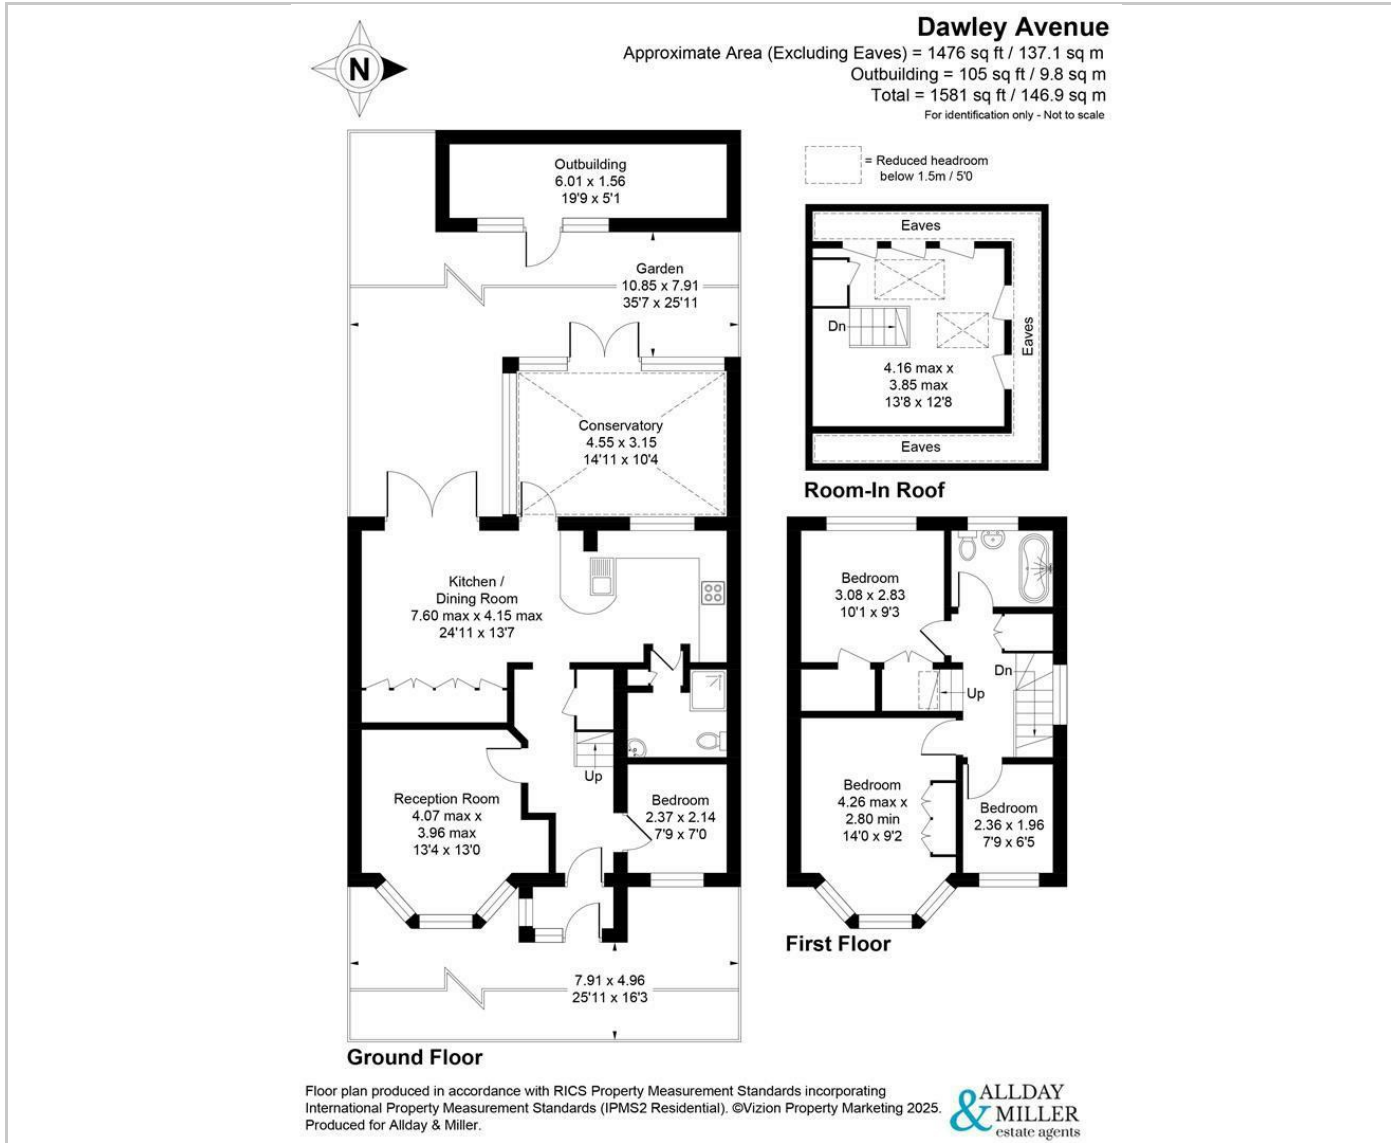 Dawley Avenue
Approximate Area (Excluding Eaves) = 1476 sq ft / 137.1 sq m
Outbuilding = 105 sq ft / 9.8 sq m
Total = 1581 sq ft / 146.9 sq m
For identification only - Not to scale
N
= Reduced headroom
below 1.5m / 5'0
Outbuilding
6.01 x 1.56
19'9 x 5'1
Garden
10.85 x 7.91
35'7 x 25'11
Conservatory
4.55 x 3.15
14'11 x 10'4
Kitchen /
Dining Room
7.60 max x 4.15 max
24'11 x 13'7
Up
Reception Room
4.07 max x
3.96 max
13'4 x 13'0
Bedroom
2.37 x 2.14
7'9 x 7'0
7.91 x 4.96
25'11 x 16'3
Ground Floor
Eaves
Dn
Eaves
4.16 max x
3.85 max
13'8 x 12'8
Eaves
Room-In Roof
Bedroom
3.08 x 2.83
10'1 x 9'3
Dn
Up
Bedroom
4.26 max x
2.80 min
14'0 x 9'2
Bedroom
2.36 x 1.96
7'9 x 6'5
First Floor
Floor plan produced in accordance with RICS Property Measurement Standards incorporating
International Property Measurement Standards (IPMS2 Residential). ©Vizion Property Marketing 2025.
Produced for Allday & Miller.
ALLDAY
& MILLER
estate agents